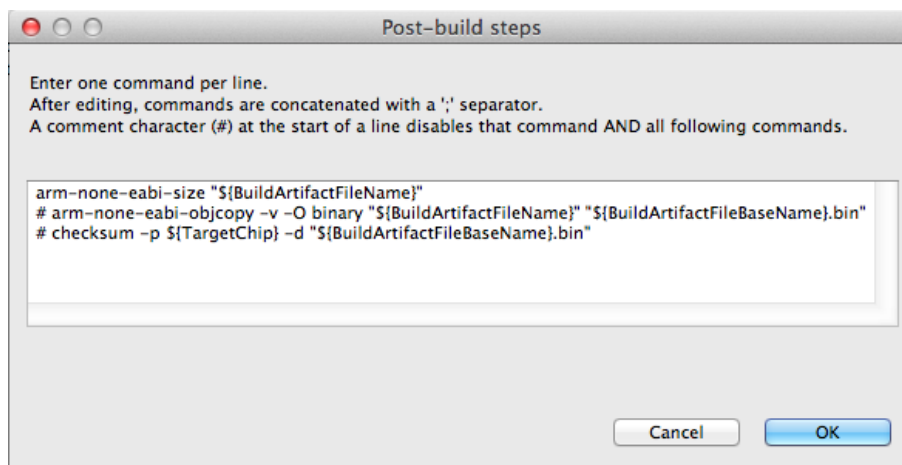 Post-build steps
Enter one command per line.
After editing, commands are concatenated with a ';' separator.
A comment character (#) at the start of a line disables that command AND all following commands.
arm-none-eabi-size "${BuildArtifactFileName}"
# arm-none-eabi-objcopy -v -O binary "${BuildArtifactFileName}" "${BuildArtifactFileBaseName}.bin"
# checksum -p ${TargetChip} -d "${BuildArtifactFileBaseName}.bin"
Cancel OK